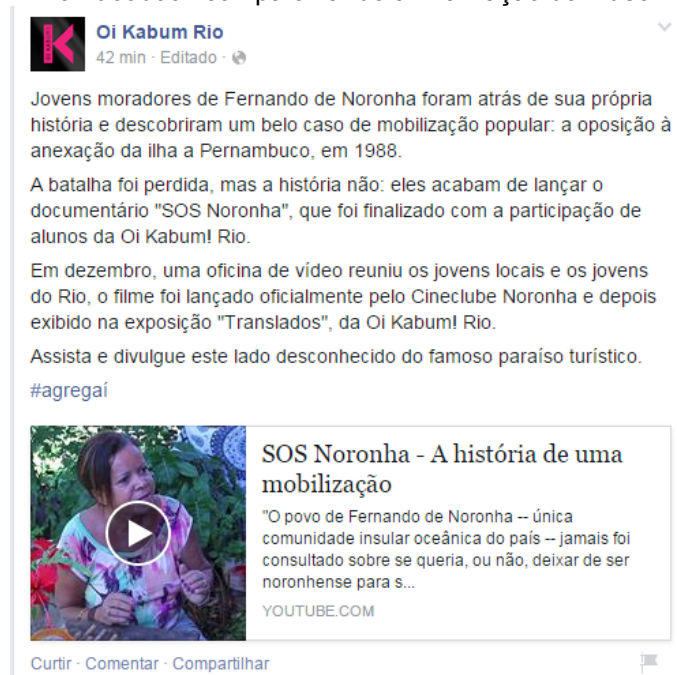 Oi Kabum Rio
42 min · Editado ·
Jovens moradores de Fernando de Noronha foram atrás de sua própria
história e descobriram um belo caso de mobilização popular: a oposição à
anexação da ilha a Pernambuco, em 1988.
A batalha foi perdida, mas a história não: eles acabam de lançar o
documentário "SOS Noronha", que foi finalizado com a participação de
alunos da Oi Kabum! Rio.
Em dezembro, uma oficina de vídeo reuniu os jovens locais e os jovens
do Rio, o filme foi lançado oficialmente pelo Cineclube Noronha e depois
exibido na exposição "Translados", da Oi Kabum! Rio.
Assista e divulgue este lado desconhecido do famoso paraíso turístico.
#agregaí
SOS Noronha - A história de uma
mobilização
"O povo de Fernando de Noronha -- única
comunidade insular oceânica do país -- jamais foi
consultado sobre se queria, ou não, deixar de ser
noronhense para s...
YOUTUBE.COM
Curtir · Comentar · Compartilhar